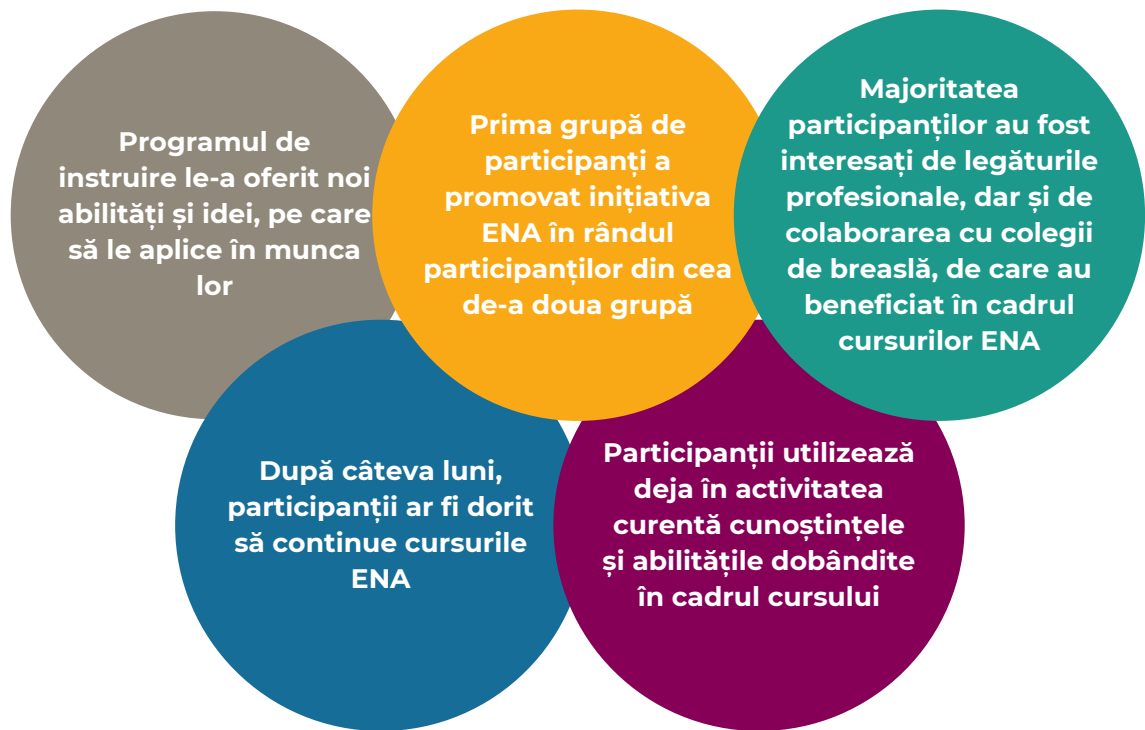 Programul de
instruire le-a oferit noi
abilități și idei, pe care
să le aplice în munca
lor
Prima grupă de
participanți a
promovat inițiativa
ENA în rândul
participanților din cea
de-a doua grupă
Majoritatea
participanților au fost
interesați de legăturile
profesionale, dar și de
colaborarea cu colegii
de breaslă, de care au
beneficiat în cadrul
cursurilor ENA
După câteva luni,
participanții ar fi dorit
să continue cursurile
ENA
Participanții utilizează
deja în activitatea
curentă cunoștințele
și abilitățile dobândite
în cadrul cursului